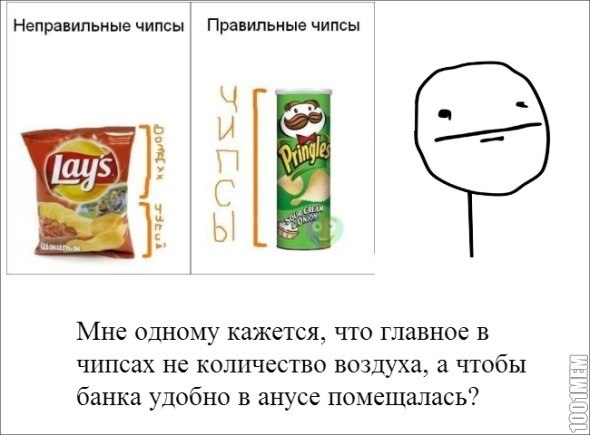 Неправильные чипсы
Правильные чипсы
Воздух
чипсы
ЧИПСЫ
Lay's
Шашлык
Pringles
SOUR CREAM
& ONION
Мне одному кажется, что главное в
чипсах не количество воздуха, а чтобы
банка удобно в анусе помещалась?
1001МЕМ